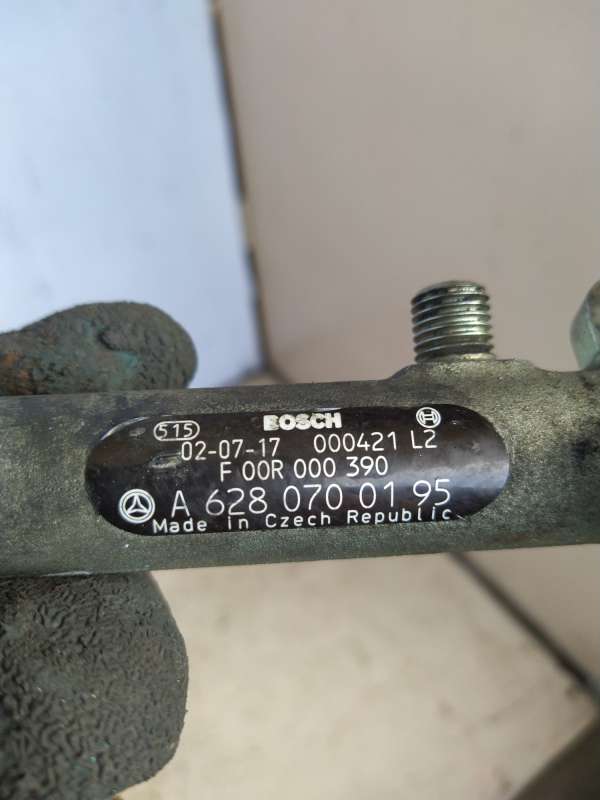 BOSCH
515
02-07-17 000421 L2
F 00R 000 390
A 628 070 01 95
Made in Czech Republic